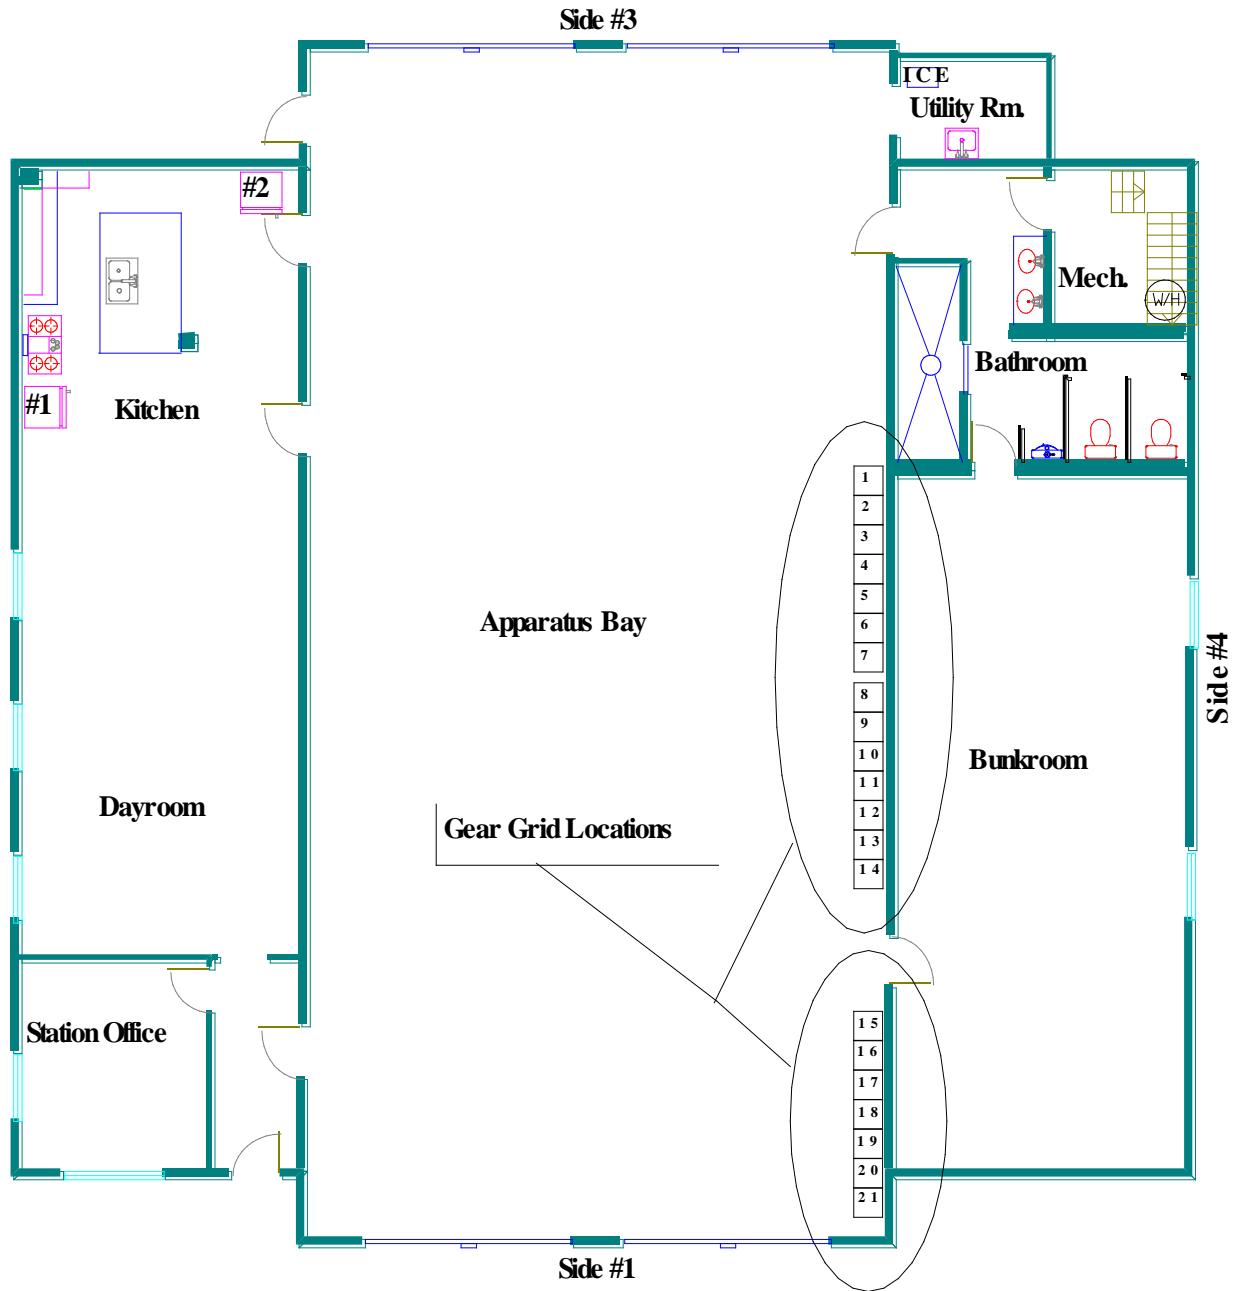 Side #3
ICE
Utility Rm.
#2
Mech.
W/H
Bathroom
#1
Kitchen
1
2
3
4
5
6
7
Apparatus Bay
Side #4
8
9
10
11
12
13
14
Bunkroom
Dayroom
Gear Grid Locations
Station Office
15
16
17
18
19
20
21
Side #1